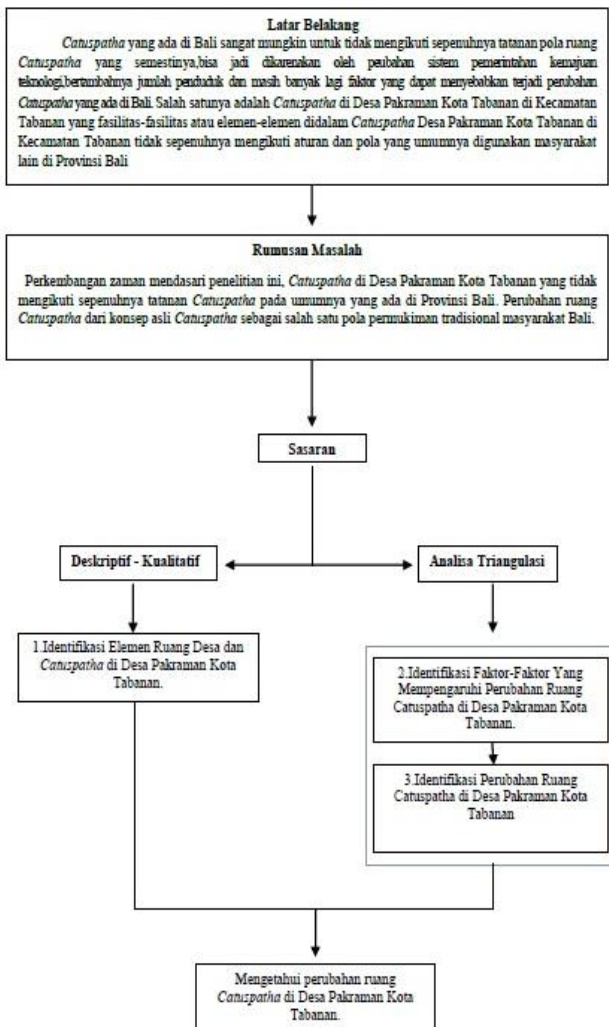 Latar Belakang
Catuspatha yang ada di Bali sangat mungkin untuk tidak mengikuti sepenuhnya tatanan pola ruang
Catuspatha yang semestinya,bisa jadi dikarenakan oleh peubahan sistem pemerintahan kemajuan
teknologi,bertambahnya jumlah penduduk dan masih banyak lagi faktor yang dapat menyebabkan terjadi perubahan
Catuspatha yang ada di Bali. Salah satunya adalah Catuspatha di Desa Pakraman Kota Tabanan di Kecamatan
Tabanan yang fasilitas-fasilitas atau elemen-elemen didalam Catuspatha Desa Pakraman Kota Tabanan di
Kecamatan Tabanan tidak sepenuhnya mengikuti aturan dan pola yang umumnya digunakan masyarakat
lain di Provinsi Bali
Rumusan Masalah
Perkembangan zaman mendasari penelitian ini, Catuspatha di Desa Pakraman Kota Tabanan yang tidak
mengikuti sepenuhnya tatanan Catuspatha pada umumnya yang ada di Provinsi Bali. Perubahan ruang
Catuspatha dari konsep asli Catuspatha sebagai salah satu pola permukiman tradisional masyarakat Bali.
Sasaran
Deskriptif - Kualitatif
Analisa Triangulasi
1.Identifikasi Elemen Ruang Desa dan
Catuspatha di Desa Pakraman Kota
Tabanan.
2.Identifikasi Faktor-Faktor Yang
Mempengaruhi Perubahan Ruang
Catuspatha di Desa Pakraman Kota
Tabanan.
3.Identifikasi Perubahan Ruang
Catuspatha di Desa Pakraman Kota
Tabanan
Mengetahui perubahan ruang
Catuspatha di Desa Pakraman Kota
Tabanan.